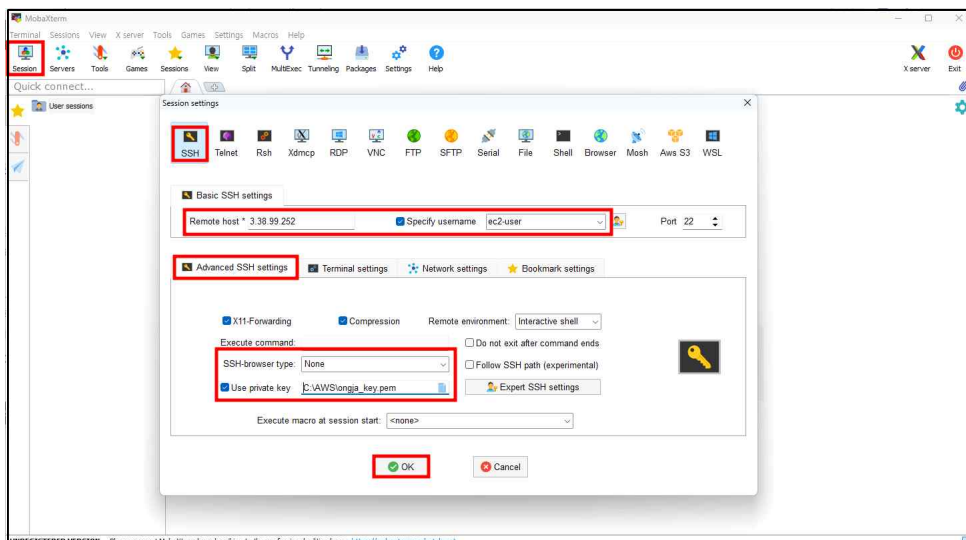 MobaXterm
Terminal Sessions View X server Tools Games Settings Macros Help
Session Servers Tools Games Sessions View Split MultiExec Tunneling Packages Settings Help X server Exit
Quick connect...
User sessions
Session settings
SSH Telnet Rsh Xdmcp RDP VNC FTP SFTP Serial File Shell Browser Mosh Aws S3 WSL
Basic SSH settings
Remote host * 3.38.99.252 Specify username ec2-user Port 22
Advanced SSH settings Terminal settings Network settings Bookmark settings
X11-Forwarding Compression Remote environment: Interactive shell
Execute command: Do not exit after command ends
SSH-browser type: None Follow SSH path (experimental)
Use private key C:\AWS\ongja_key.pem Expert SSH settings
Execute macro at session start: <none>
OK Cancel